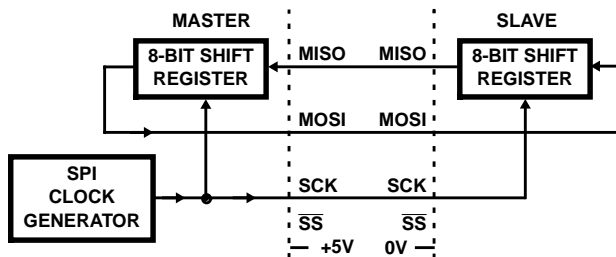 MASTER SLAVE
8-BIT SHIFT
REGISTER
MISO MISO
8-BIT SHIFT
REGISTER
MOSI MOSI
SPI
CLOCK
GENERATOR
SCK SCK
SS SS
+5V 0V